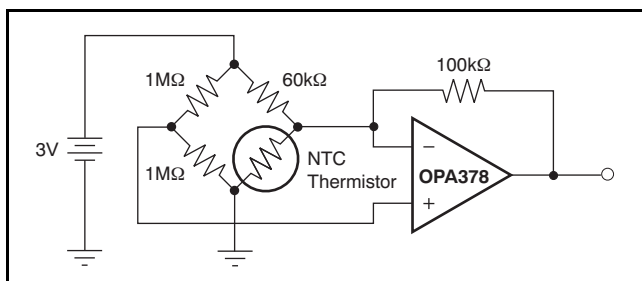 1MΩ
60kΩ
100kΩ
3V
1MΩ
NTC
Thermistor
−
OPA378
+